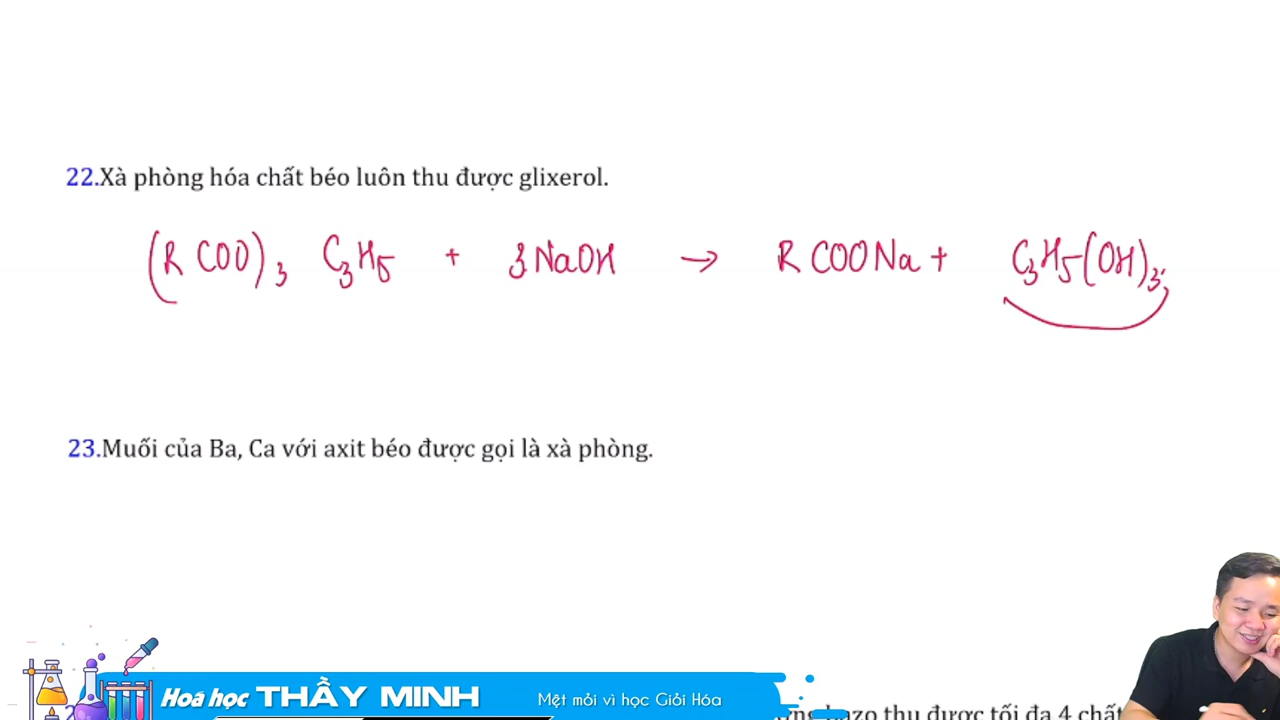 22.Xà phòng hóa chất béo luôn thu được glixerol.
(RCOO)₃ C₃H₅ + 3NaOH → RCOONa + C₃H₅(OH)₃
23.Muối của Ba, Ca với axit béo được gọi là xà phòng.
Hoá học THẦY MINH Mệt mỏi vì học Giỏi Hóa
thu được tối đa 4 chất